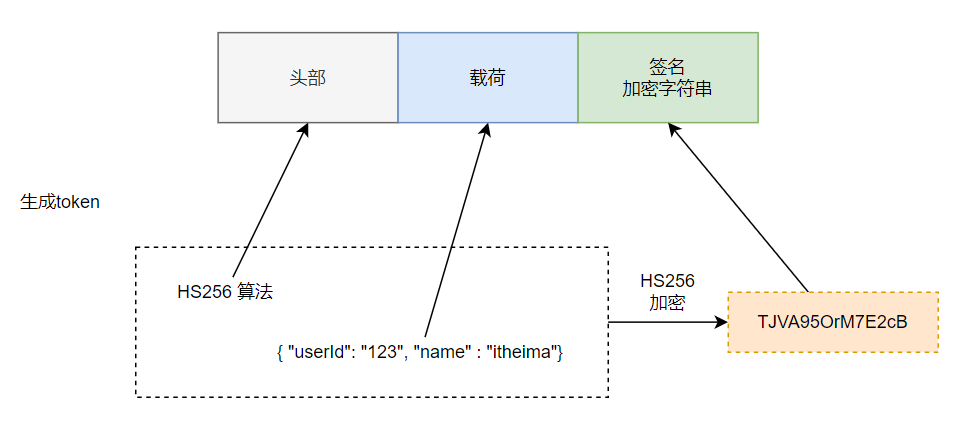 头部
载荷
签名
加密字符串
生成token
HS256 算法
HS256
加密
TJVA95OrM7E2cB
{ "userId": "123", "name" : "itheima"}